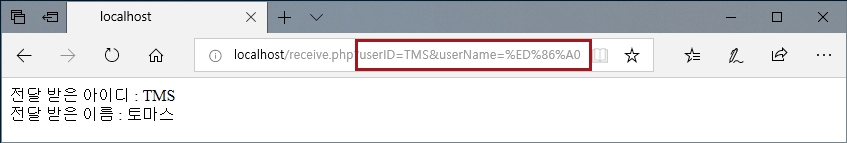 localhost
localhost/receive.php?userID=TMS&userName=%ED%86%A0
전달 받은 아이디 : TMS
전달 받은 이름 : 토마스